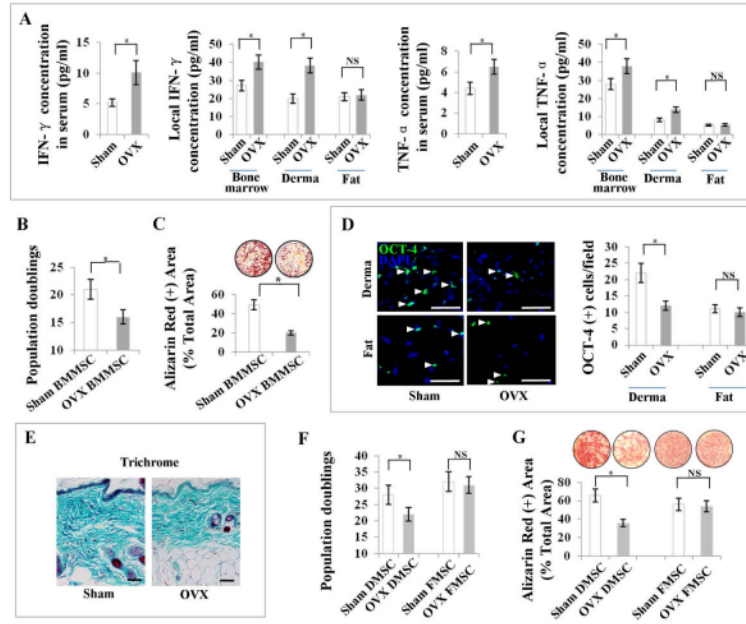 A
IFN- γ concentration
in serum (pg/ml)
15
10
5
0
*
Sham
OVX
Local IFN- γ
concentration (pg/ml)
50
40
30
20
10
0
*
*
NS
Sham
OVX
Sham
OVX
Sham
OVX
Bone
marrow
Derma
Fat
TNF- α concentration
in serum (pg/ml)
8
6
4
2
0
*
Sham
OVX
Local TNF- α
concentration (pg/ml)
50
40
30
20
10
0
*
*
NS
Sham
OVX
Sham
OVX
Sham
OVX
Bone
marrow
Derma
Fat
B
Population doublings
25
20
15
10
*
Sham BMMSC
OVX BMMSC
C
Alizarin Red (+) Area
(% Total Area)
80
60
40
20
0
*
Sham BMMSC
OVX BMMSC
D
OCT-4
DAPI
Derma
Fat
Sham
OVX
OCT-4 (+) cells/field
30
25
20
15
10
5
0
*
NS
Sham
OVX
Sham
OVX
Derma
Fat
E
Trichrome
Sham
OVX
F
Population doublings
40
35
30
25
20
15
10
*
NS
Sham DMSC
OVX DMSC
Sham FMSC
OVX FMSC
G
Alizarin Red (+) Area
(% Total Area)
80
60
40
20
0
*
NS
Sham DMSC
OVX DMSC
Sham FMSC
OVX FMSC